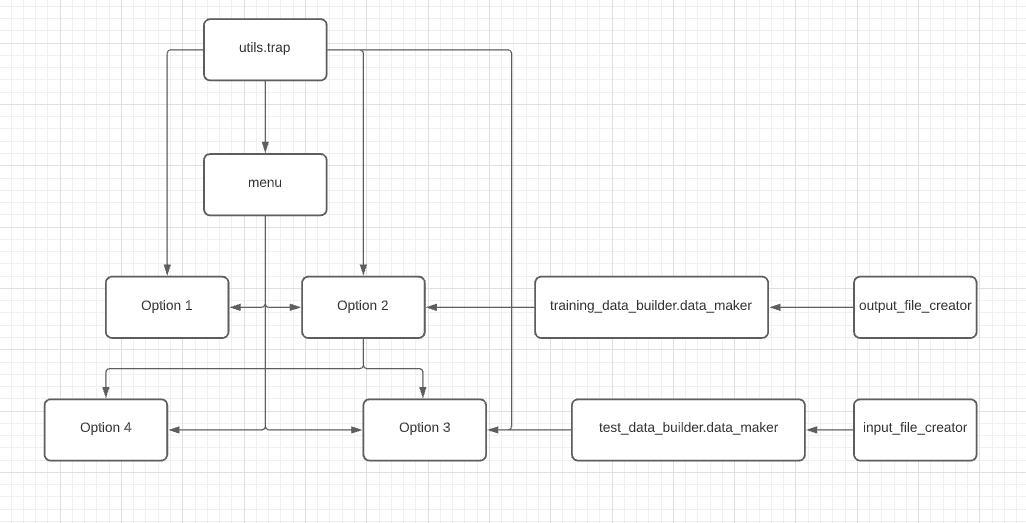 utils.trap
menu
Option 1
Option 2
training_data_builder.data_maker
output_file_creator
Option 4
Option 3
test_data_builder.data_maker
input_file_creator